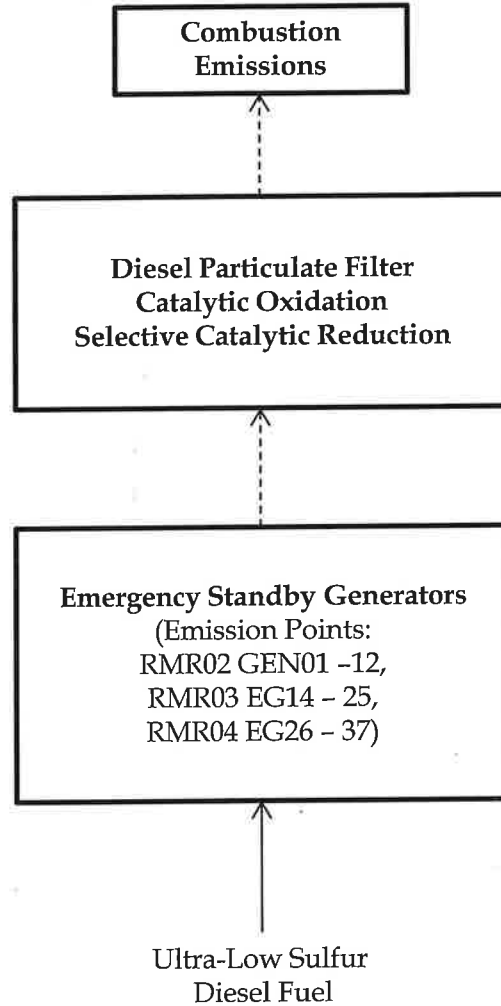 Combustion
Emissions
Diesel Particulate Filter
Catalytic Oxidation
Selective Catalytic Reduction
Emergency Standby Generators
(Emission Points:
RMR02 GEN01 –12,
RMR03 EG14 – 25,
RMR04 EG26 – 37)
Ultra-Low Sulfur
Diesel Fuel